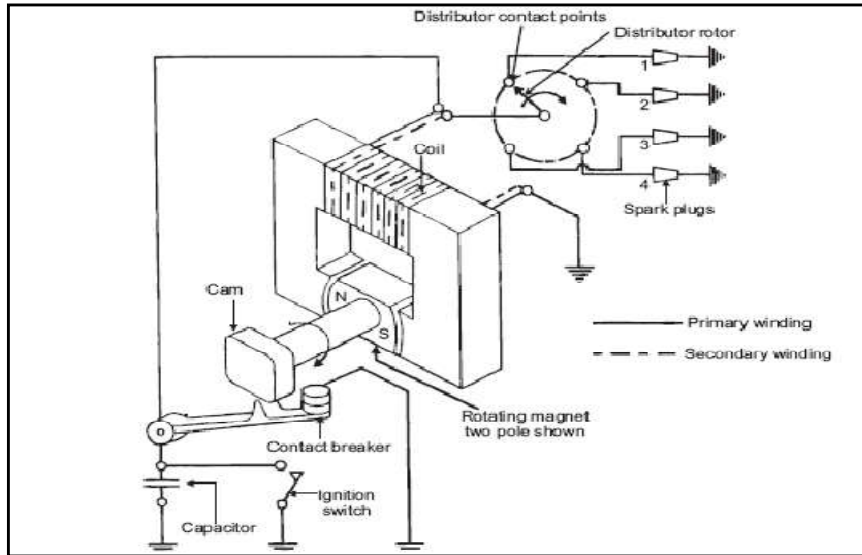 Distributor contact points
Distributor rotor
1
2
3
4
Spark plugs
Coil
Cam
N
S
Primary winding
Secondary winding
Rotating magnet
two pole shown
Contact breaker
Ignition
switch
Capacitor